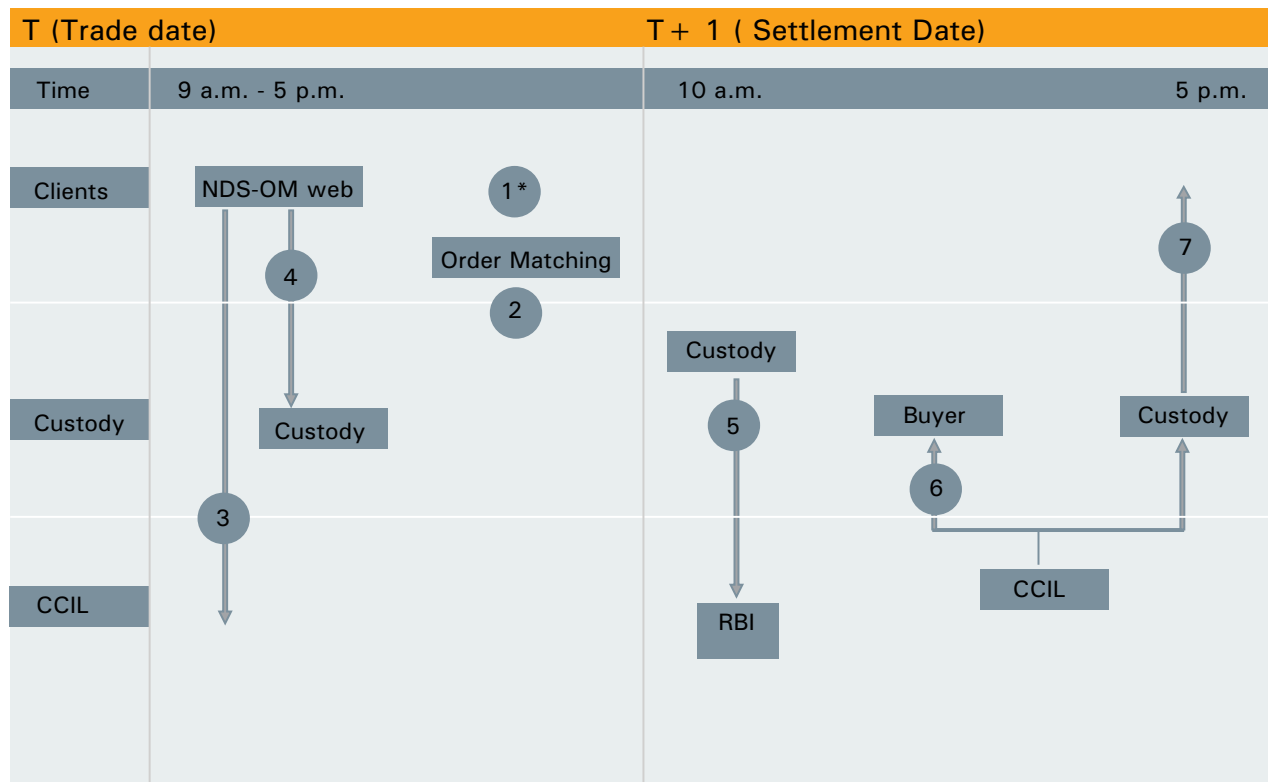 T (Trade date)
T + 1 ( Settlement Date)
Time
9 a.m. - 5 p.m.
10 a.m.
5 p.m.
Clients
NDS-OM web
1*
Order Matching
4
2
7
Custody
Custody
Custody
5
Buyer
Custody
6
3
CCIL
CCIL
RBI